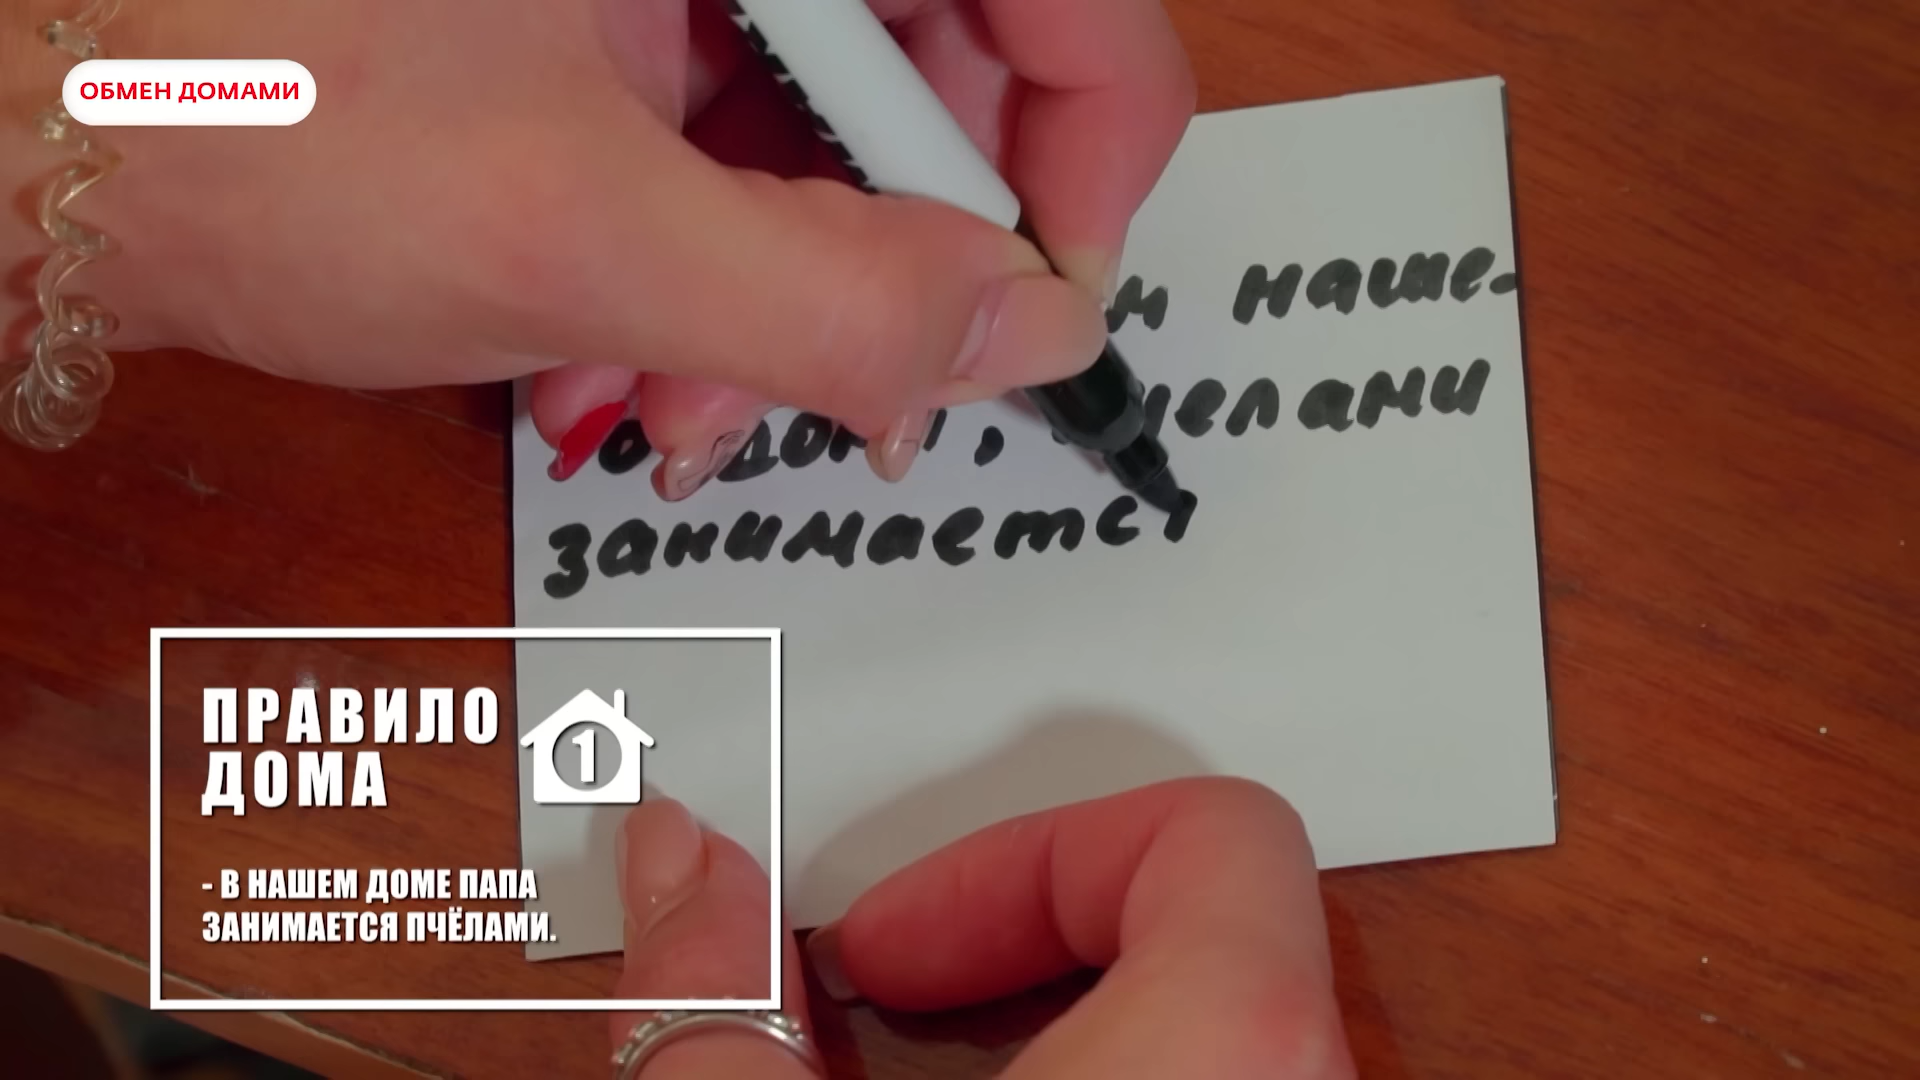 ОБМЕН ДОМАМИ
наше-
занимаетс
ПРАВИЛО
ДОМА
1
- В НАШЕМ ДОМЕ ПАПА
ЗАНИМАЕТСЯ ПЧЁЛАМИ.